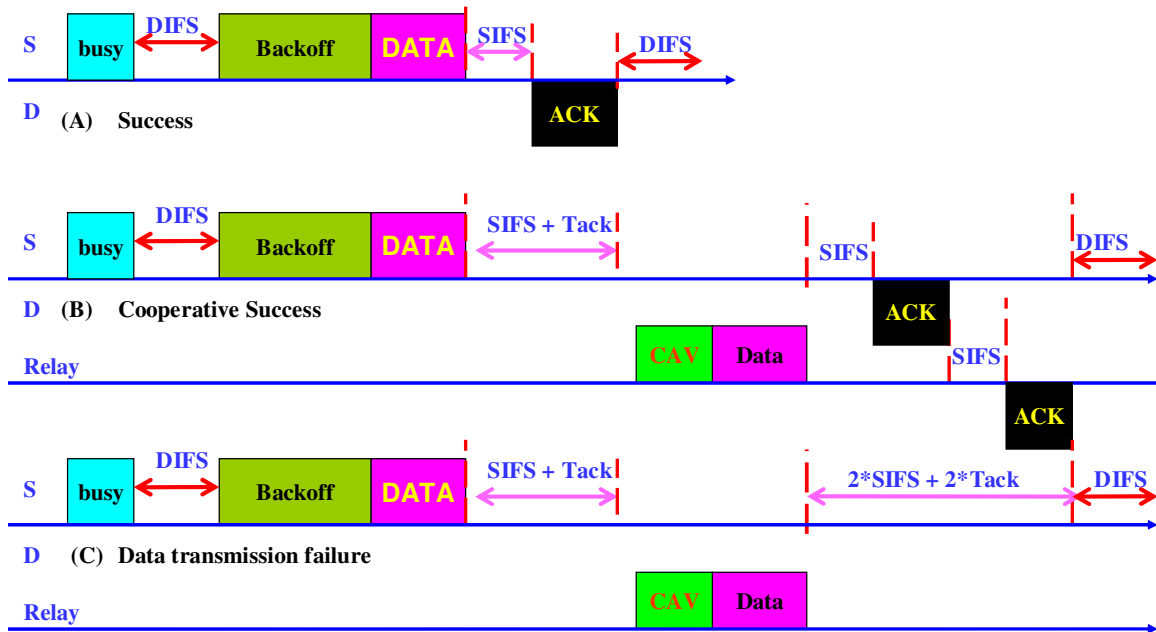 DIFS
SIFS
DIFS
S
busy
Backoff
DATA
D
(A) Success
ACK
DIFS
SIFS + Tack
DIFS
S
busy
Backoff
DATA
SIFS
D
(B) Cooperative Success
ACK
Relay
CAV
Data
SIFS
ACK
DIFS
SIFS + Tack
2*SIFS + 2*Tack
DIFS
S
busy
Backoff
DATA
D
(C) Data transmission failure
Relay
CAV
Data